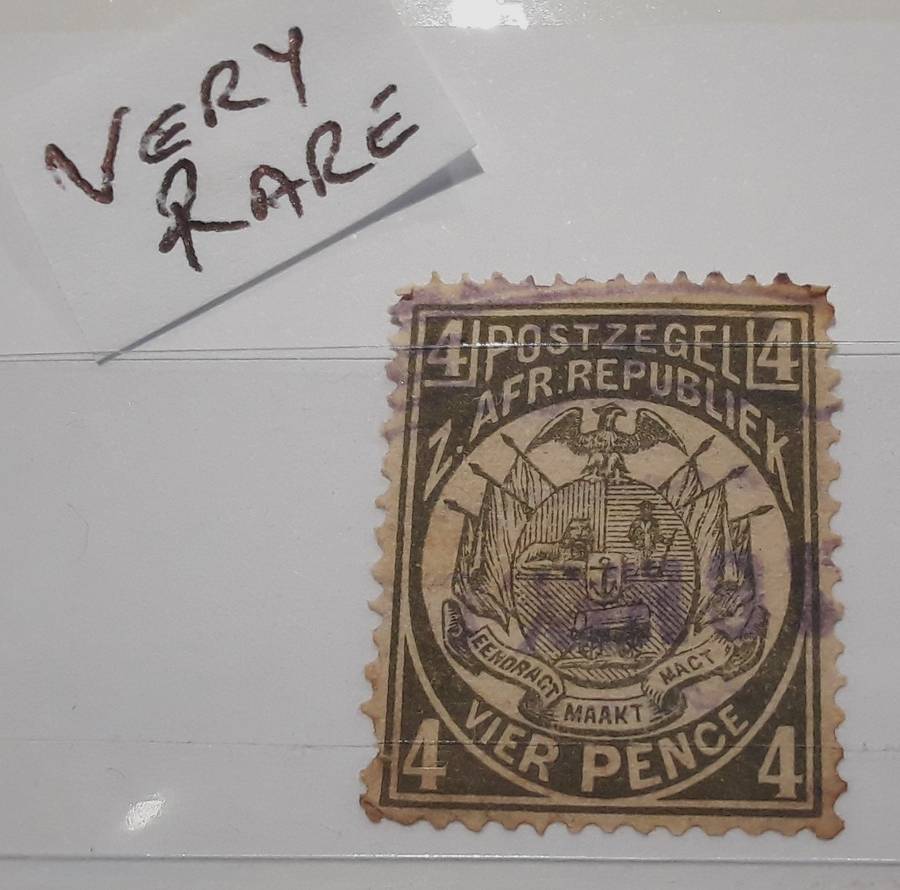 VERY
RARE
4 POSTZEGEL 4
Z. AFR. REPUBLIEK
EENDRAGT MAAKT MAGT
VIER PENCE
4 4